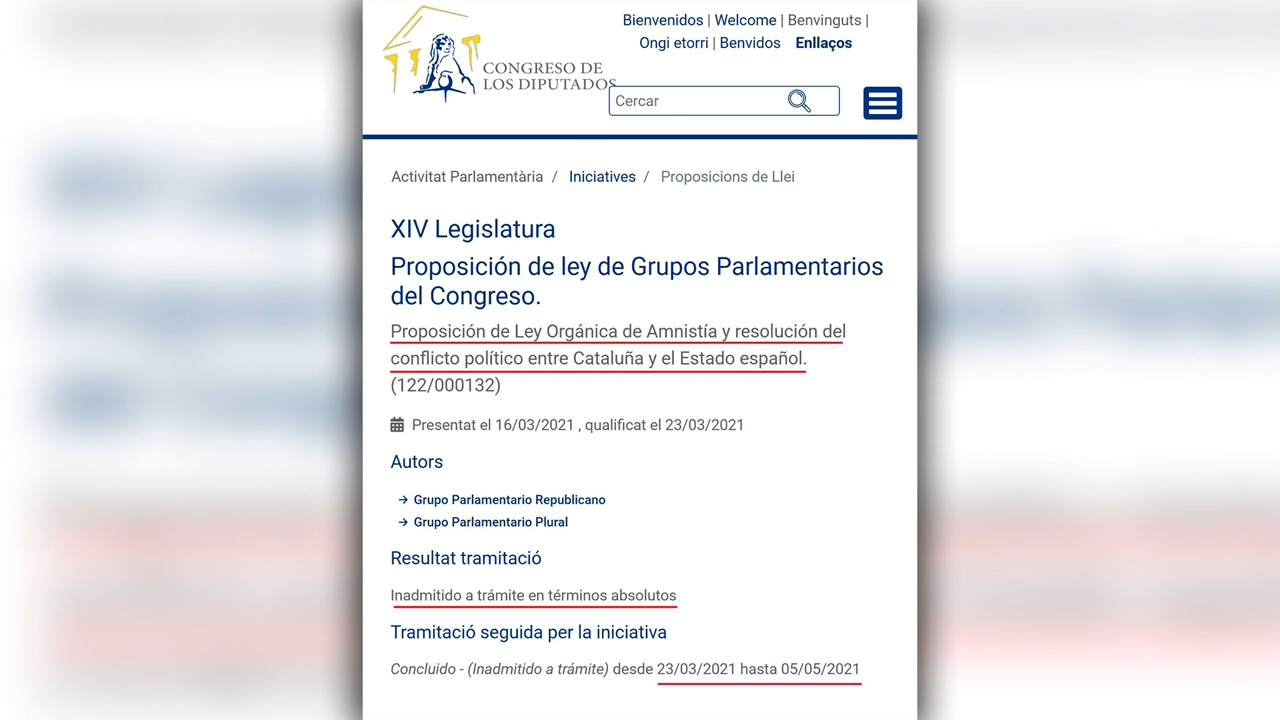 Bienvenidos | Welcome | Benvinguts |
Ongi etorri | Benvidos Enllaços
CONGRESO DE
LOS DIPUTADOS
Cercar
Activitat Parlamentària / Iniciatives / Proposicions de Llei
XIV Legislatura
Proposición de ley de Grupos Parlamentarios
del Congreso.
Proposición de Ley Orgánica de Amnistía y resolución del
conflicto político entre Cataluña y el Estado español.
(122/000132)
Presentat el 16/03/2021 , qualificat el 23/03/2021
Autors
→ Grupo Parlamentario Republicano
→ Grupo Parlamentario Plural
Resultat tramitació
Inadmitido a trámite en términos absolutos
Tramitació seguida per la iniciativa
Concluido - (Inadmitido a trámite) desde 23/03/2021 hasta 05/05/2021